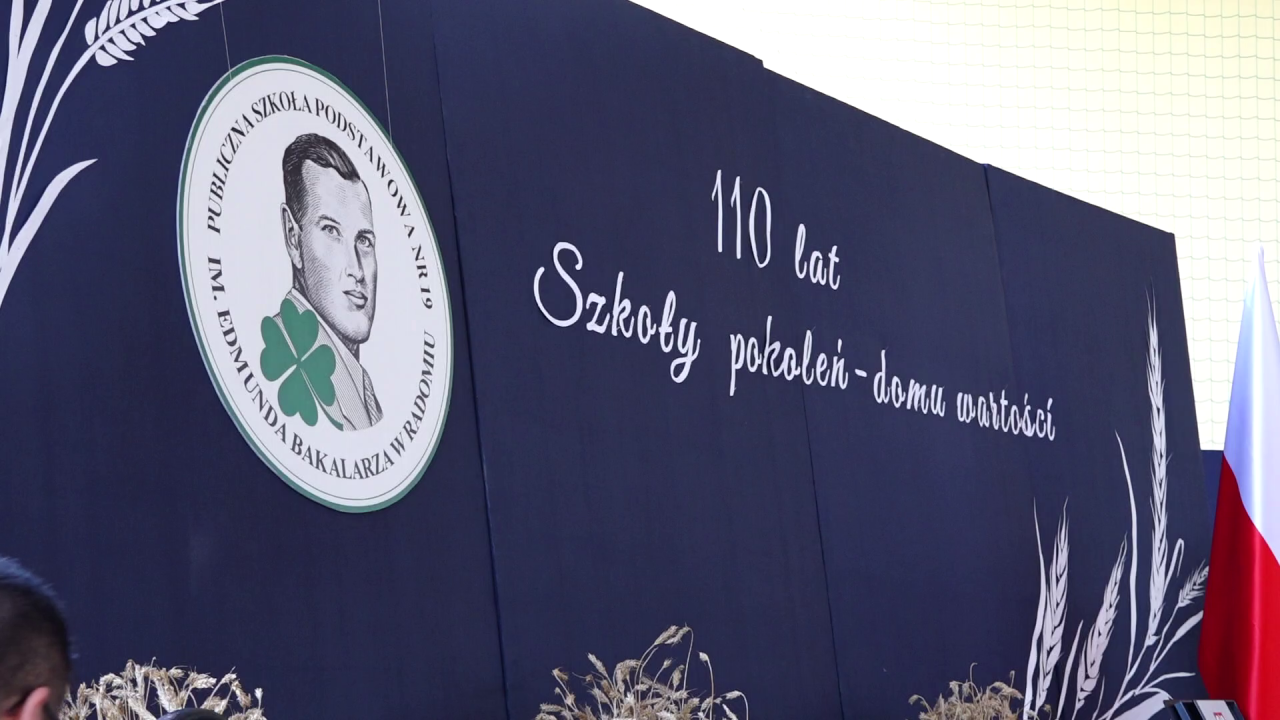 PUBLICZNA SZKOŁA PODSTAWOWA NR 19
IM. EDMUNDA BAKALARZA W RADOMIU
110 lat
Szkoły pokoleń-domu wartości